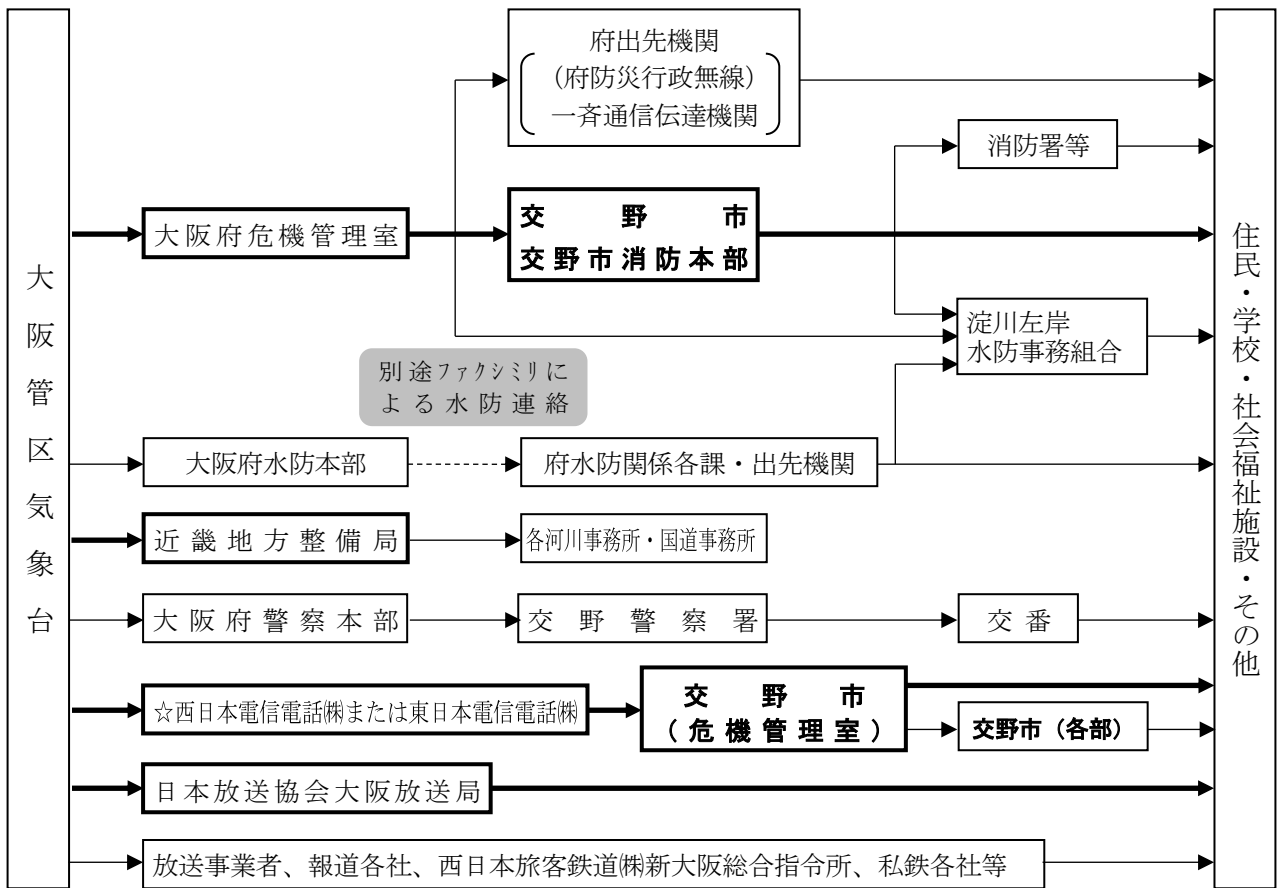 大阪管区気象台
府出先機関
(府防災行政無線)
一斉通信伝達機関
消防署等
大阪府危機管理室
交野市
交野市消防本部
淀川左岸
水防事務組合
別途ファクシミリに
よる水防連絡
大阪府水防本部
府水防関係各課・出先機関
近畿地方整備局
各河川事務所・国道事務所
大阪府警察本部
交野警察署
交番
☆西日本電信電話㈱または東日本電信電話㈱
交野市
(危機管理室)
交野市(各部)
日本放送協会大阪放送局
放送事業者、報道各社、西日本旅客鉄道㈱新大阪総合指令所、私鉄各社等
住民・学校・社会福祉施設・その他